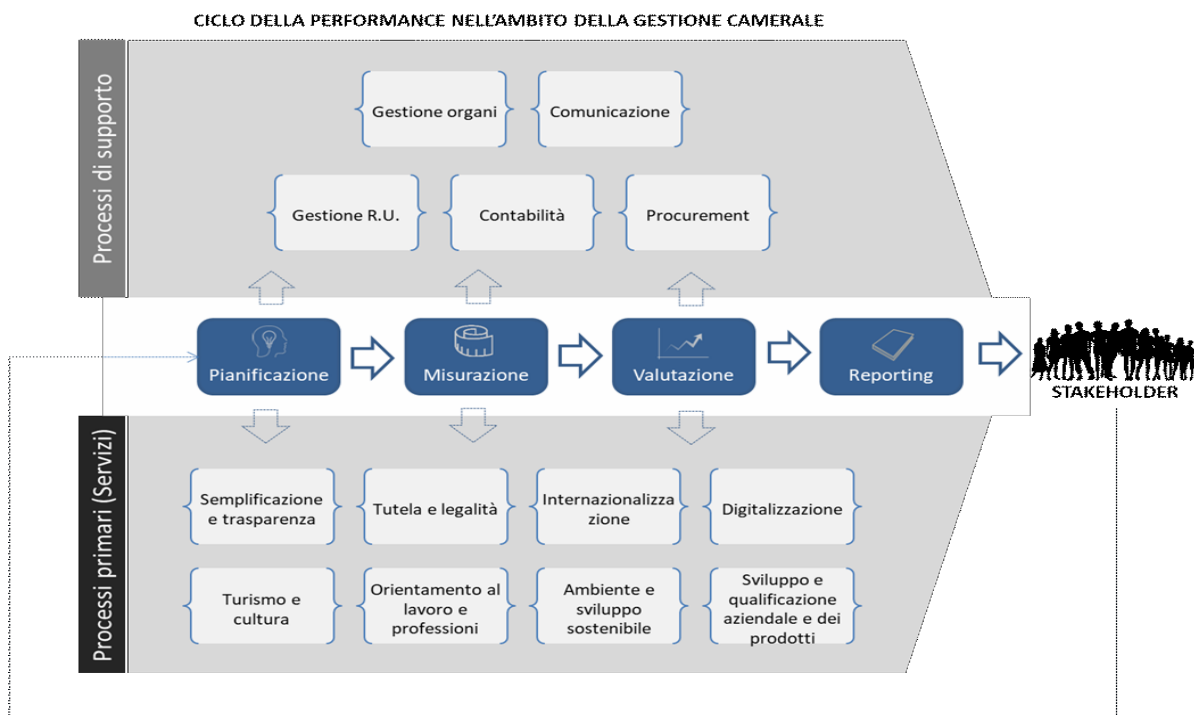 CICLO DELLA PERFORMANCE NELL'AMBITO DELLA GESTIONE CAMERALE
Processi di supporto
Gestione organi
Comunicazione
Gestione R.U.
Contabilità
Procurement
Pianificazione
Misurazione
Valutazione
Reporting
STAKEHOLDER
Processi primari (Servizi)
Semplificazione
e trasparenza
Tutela e legalità
Internazionalizza
zione
Digitalizzazione
Turismo e
cultura
Orientamento al
lavoro e
professioni
Ambiente e
sviluppo
sostenibile
Sviluppo e
qualificazione
aziendale e dei
prodotti